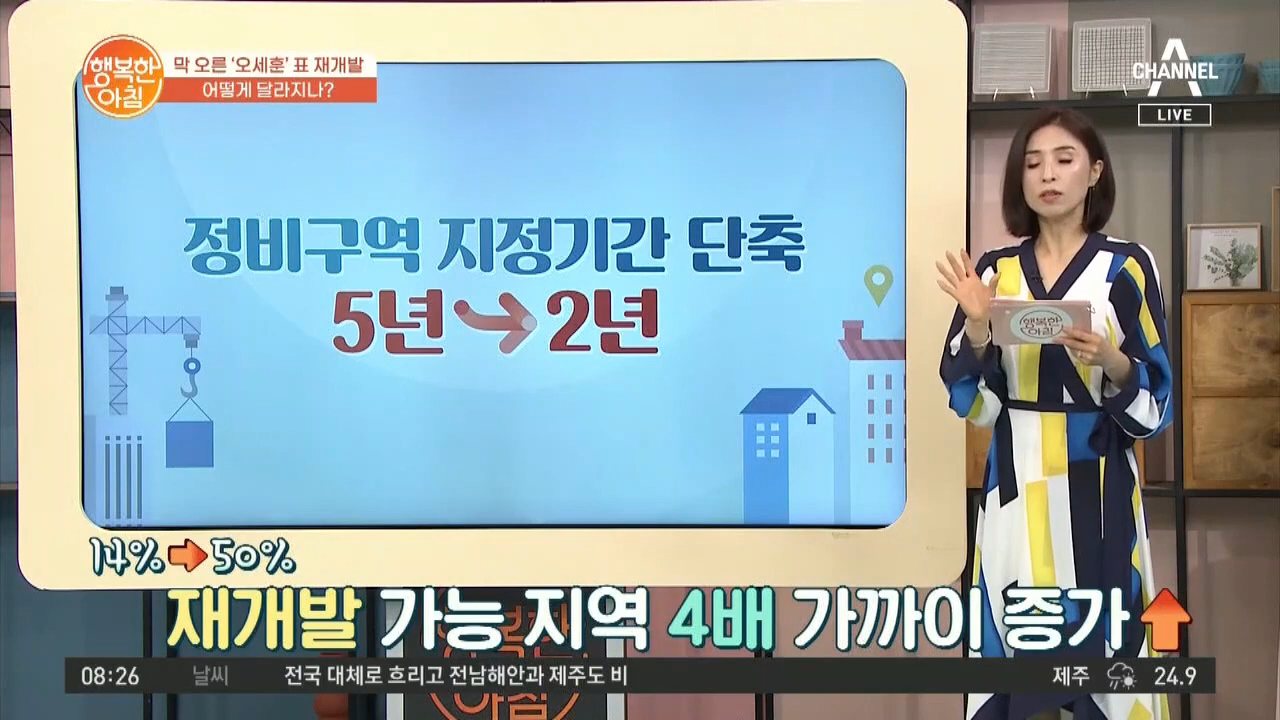 행복한
아침
막 오른 '오세훈' 표 재개발
어떻게 달라지나?
CHANNEL A
LIVE
정비구역 지정기간 단축
5년→2년
행복한
아침
14%→50%
재개발 가능 지역 4배 가까이 증가
08:26 날씨 전국 대체로 흐리고 전남해안과 제주도 비 제주 24.9